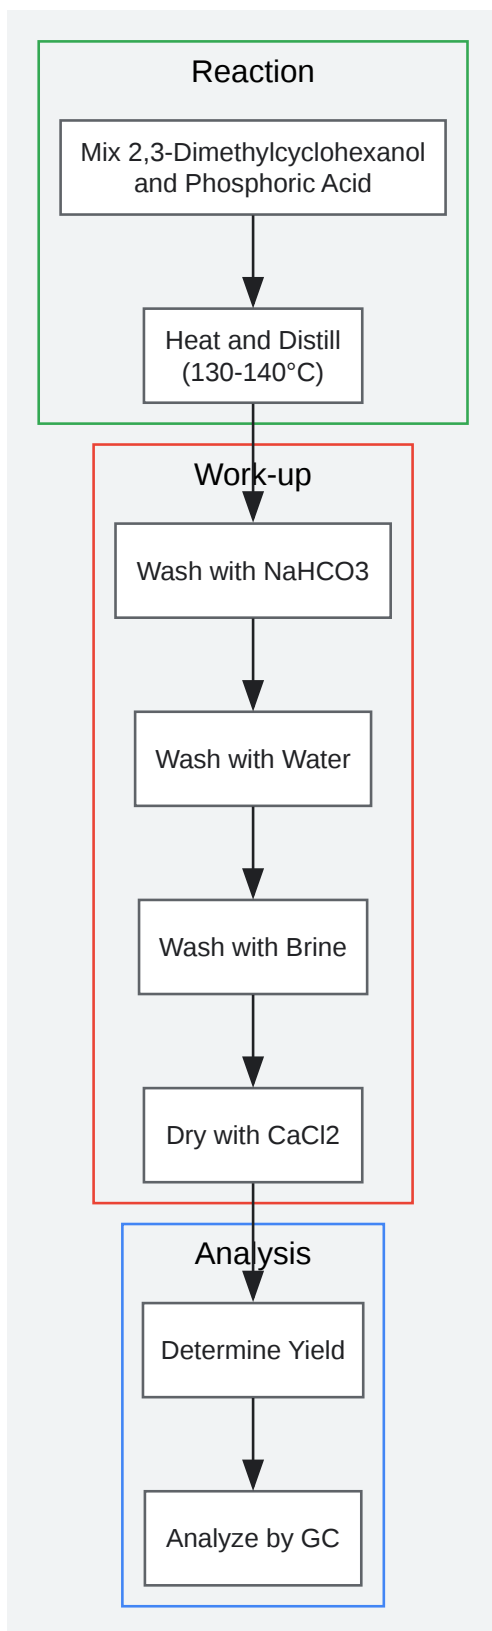 Reaction
Mix 2,3-Dimethylcyclohexanol
and Phosphoric Acid
Heat and Distill
(130-140°C)
Work-up
Wash with NaHCO3
Wash with Water
Wash with Brine
Dry with CaCl2
Analysis
Determine Yield
Analyze by GC